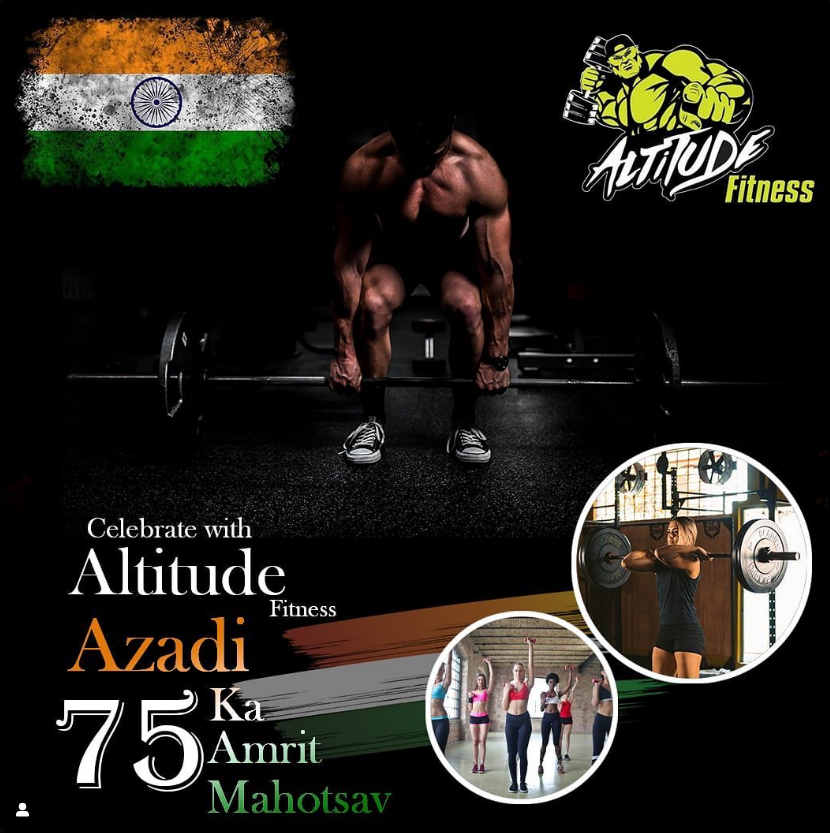 ALTITUDE
Fitness
Celebrate with
Altitude
Fitness
Azadi
75 Ka
Amrit
Mahotsav